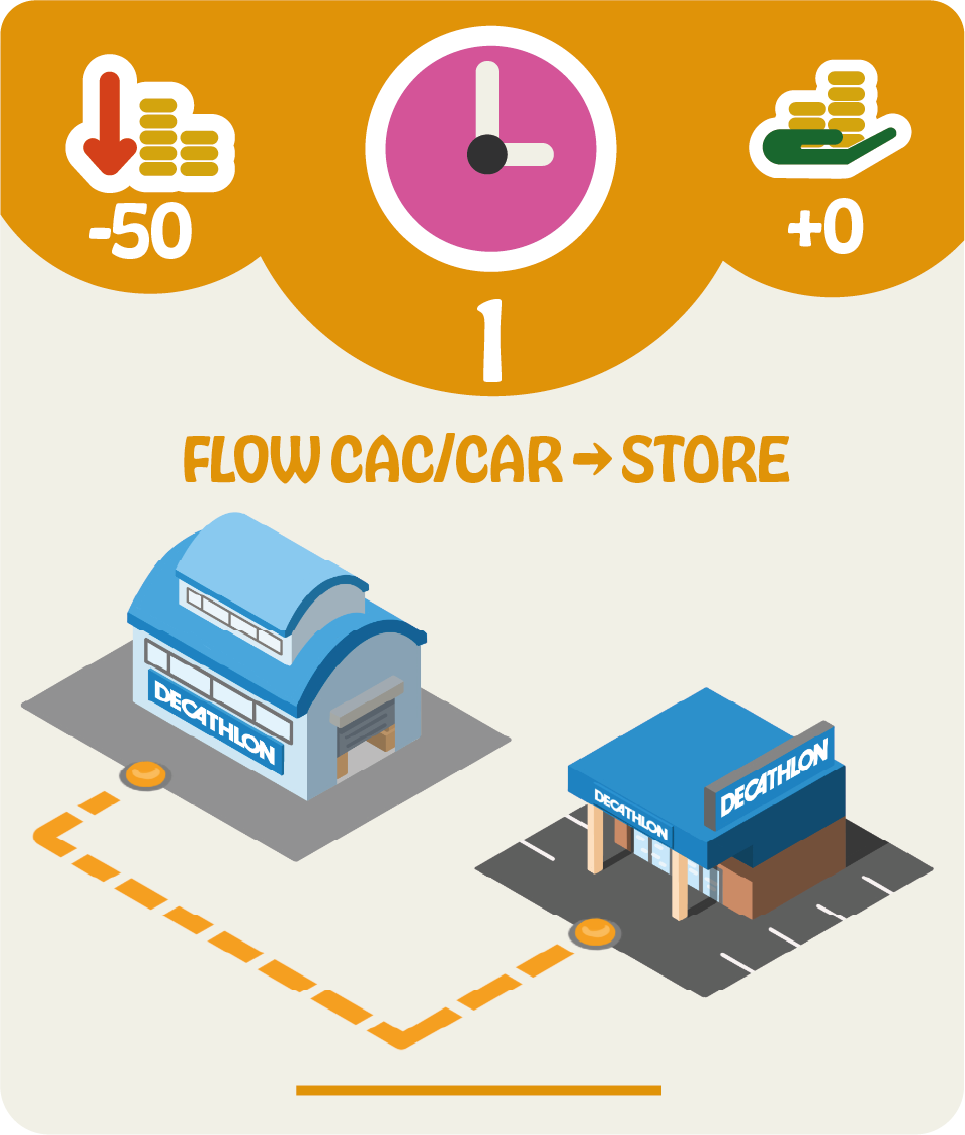 -50
+0
1
FLOW CAC/CAR → STORE
DECATHLON
DECATHLON
DECATHLON